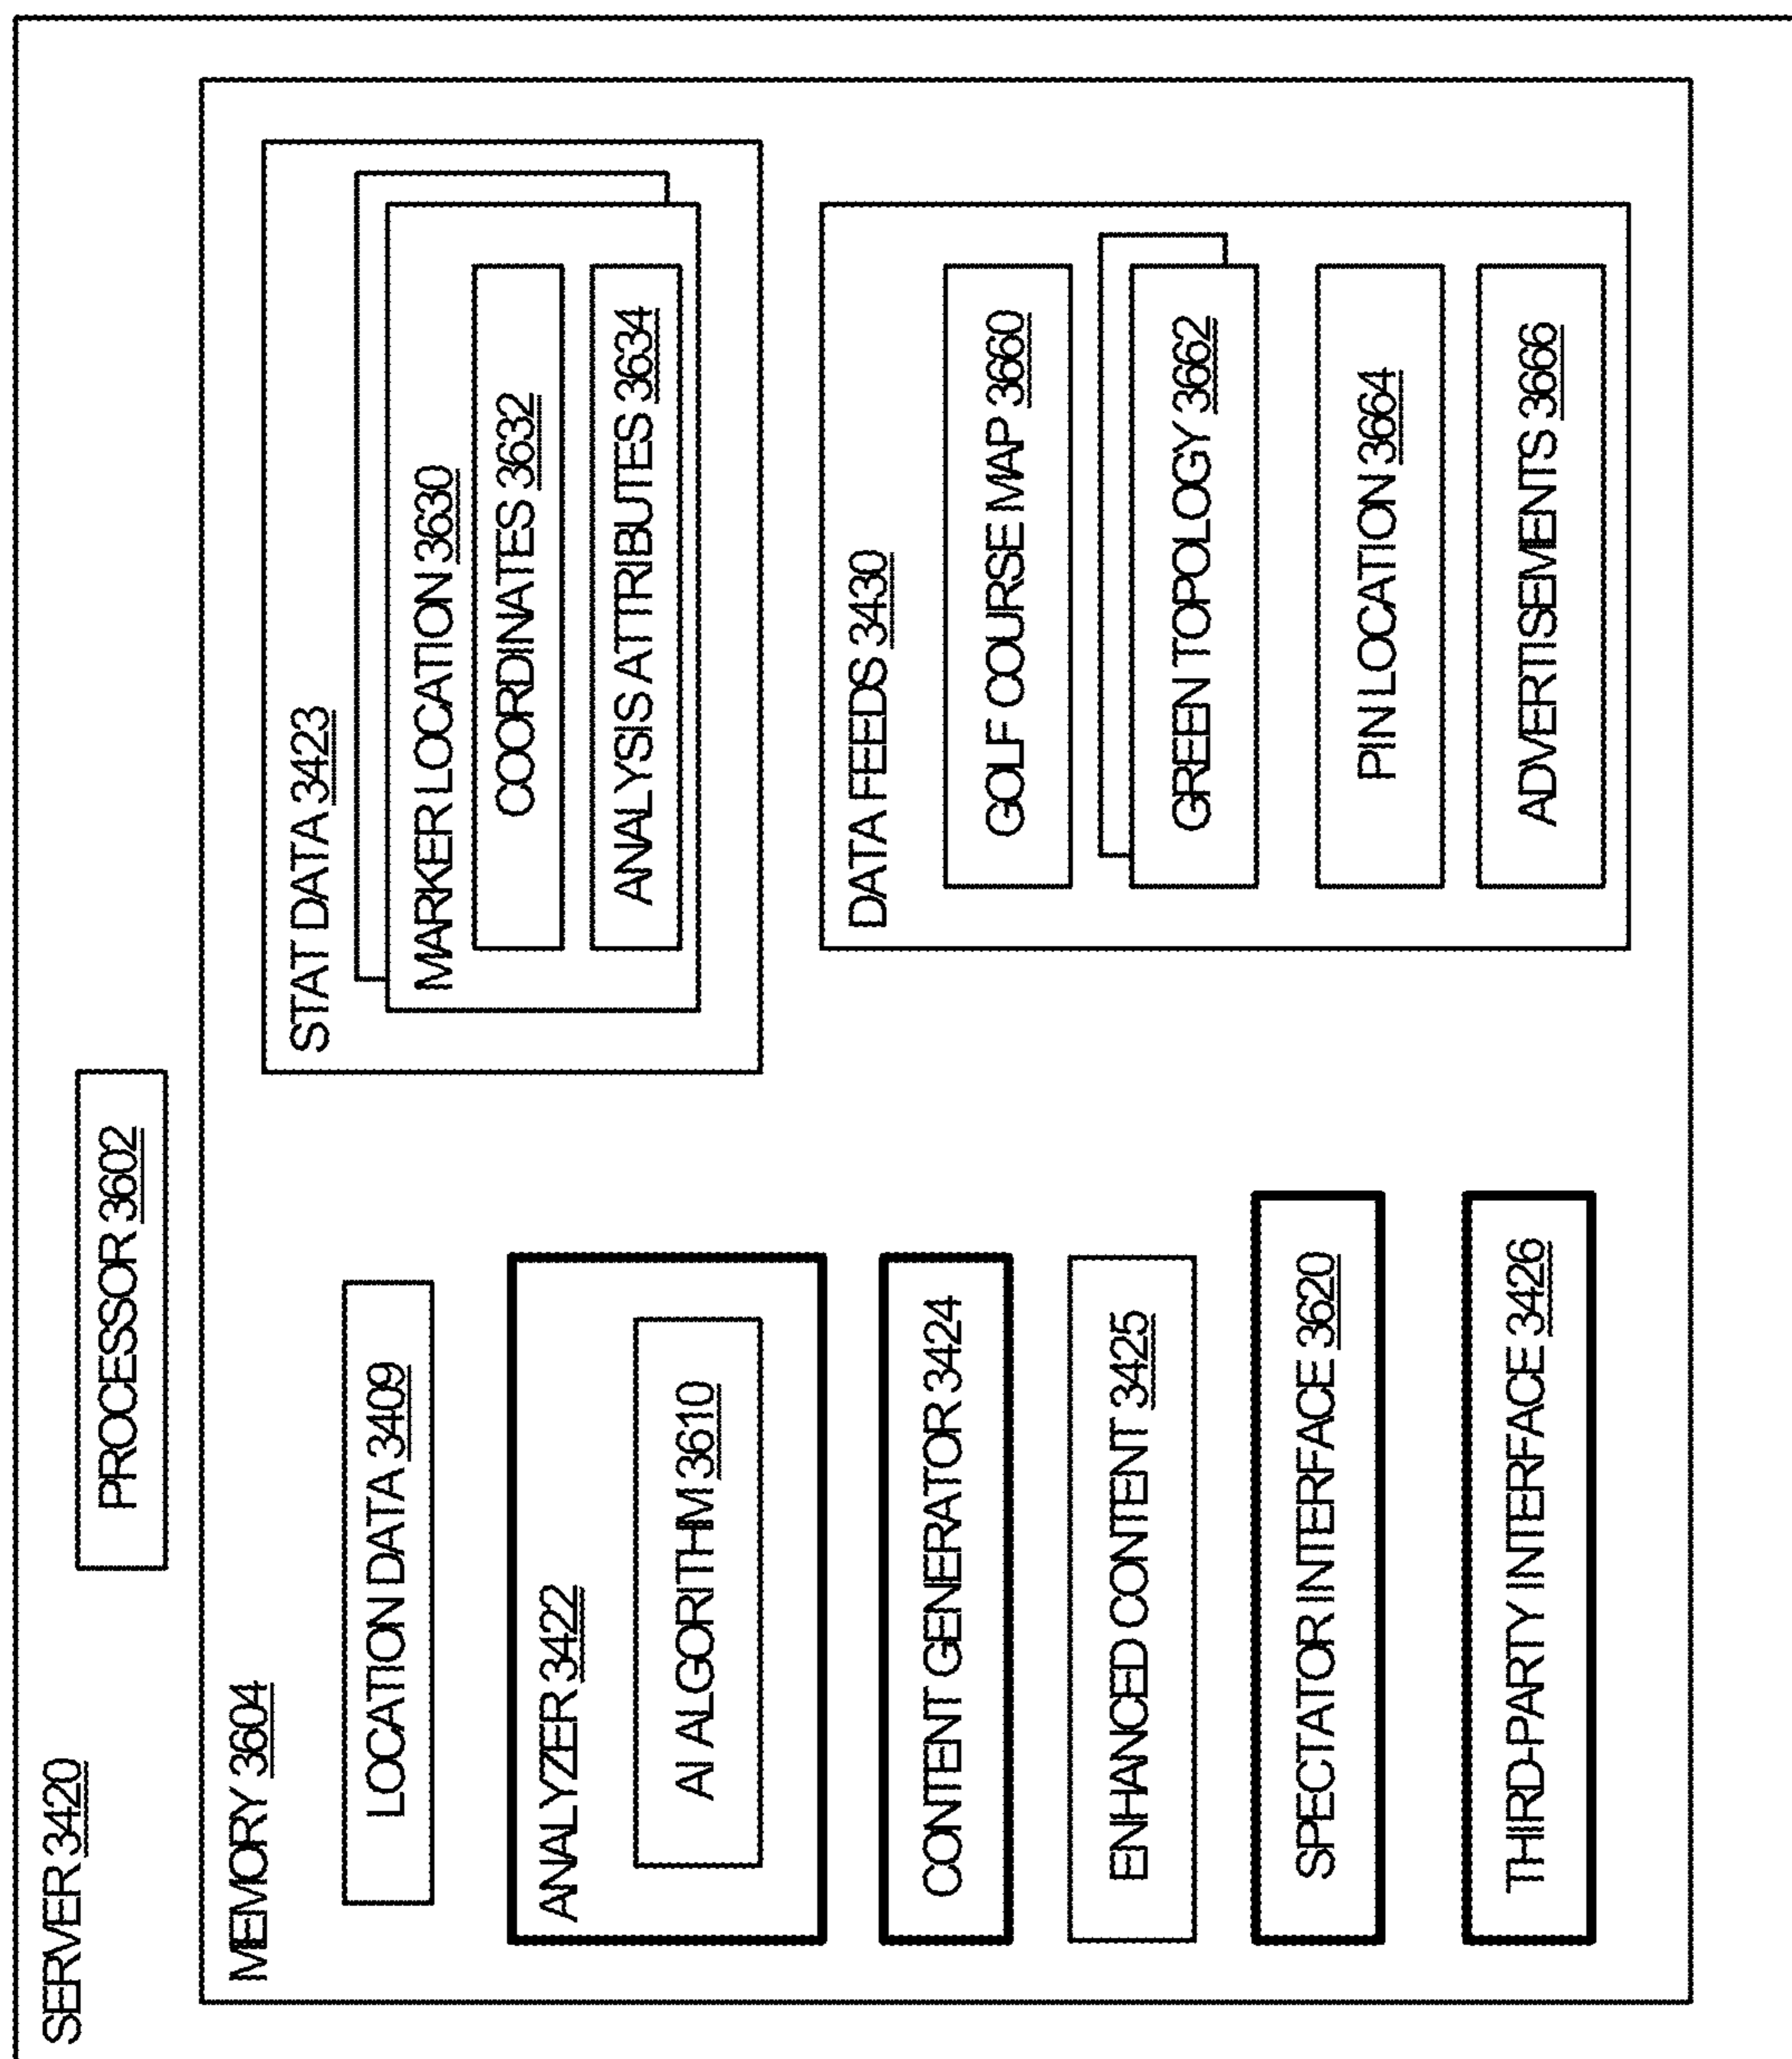 SERVER 3420
PROCESSOR 3602
MEMORY 3604
LOCATION DATA 3409
ANALYZER 3422
AI ALGORITHM 3610
CONTENT GENERATOR 3424
ENHANCED CONTENT 3425
SPECTATOR INTERFACE 3620
THIRD-PARTY INTERFACE 3426
STAT DATA 3423
MARKER LOCATION 3630
COORDINATES 3632
ANALYSIS ATTRIBUTES 3634
DATA FEEDS 3430
GOLF COURSE MAP 3660
GREEN TOPOLOGY 3662
PIN LOCATION 3664
ADVERTISEMENTS 3666